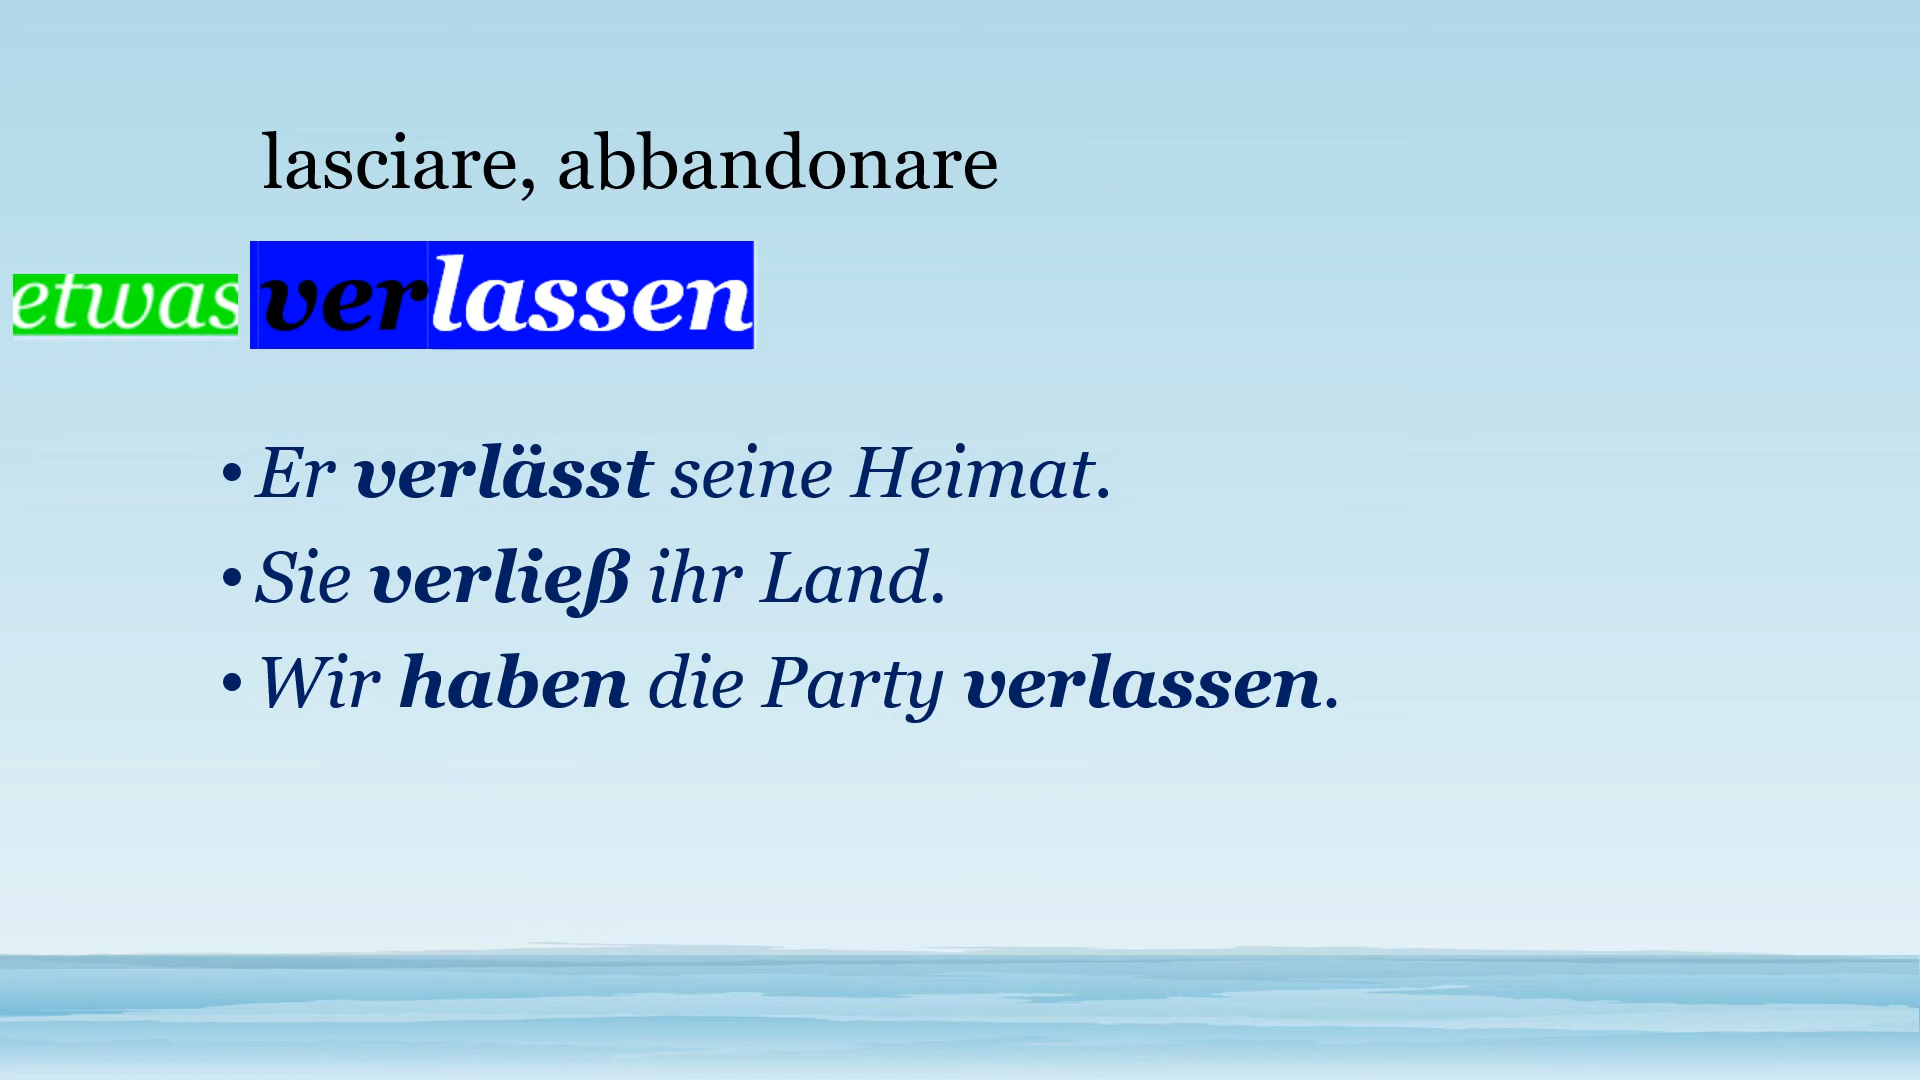 lasciare, abbandonare
etwas verlassen
• Er verlässt seine Heimat.
• Sie verließ ihr Land.
• Wir haben die Party verlassen.